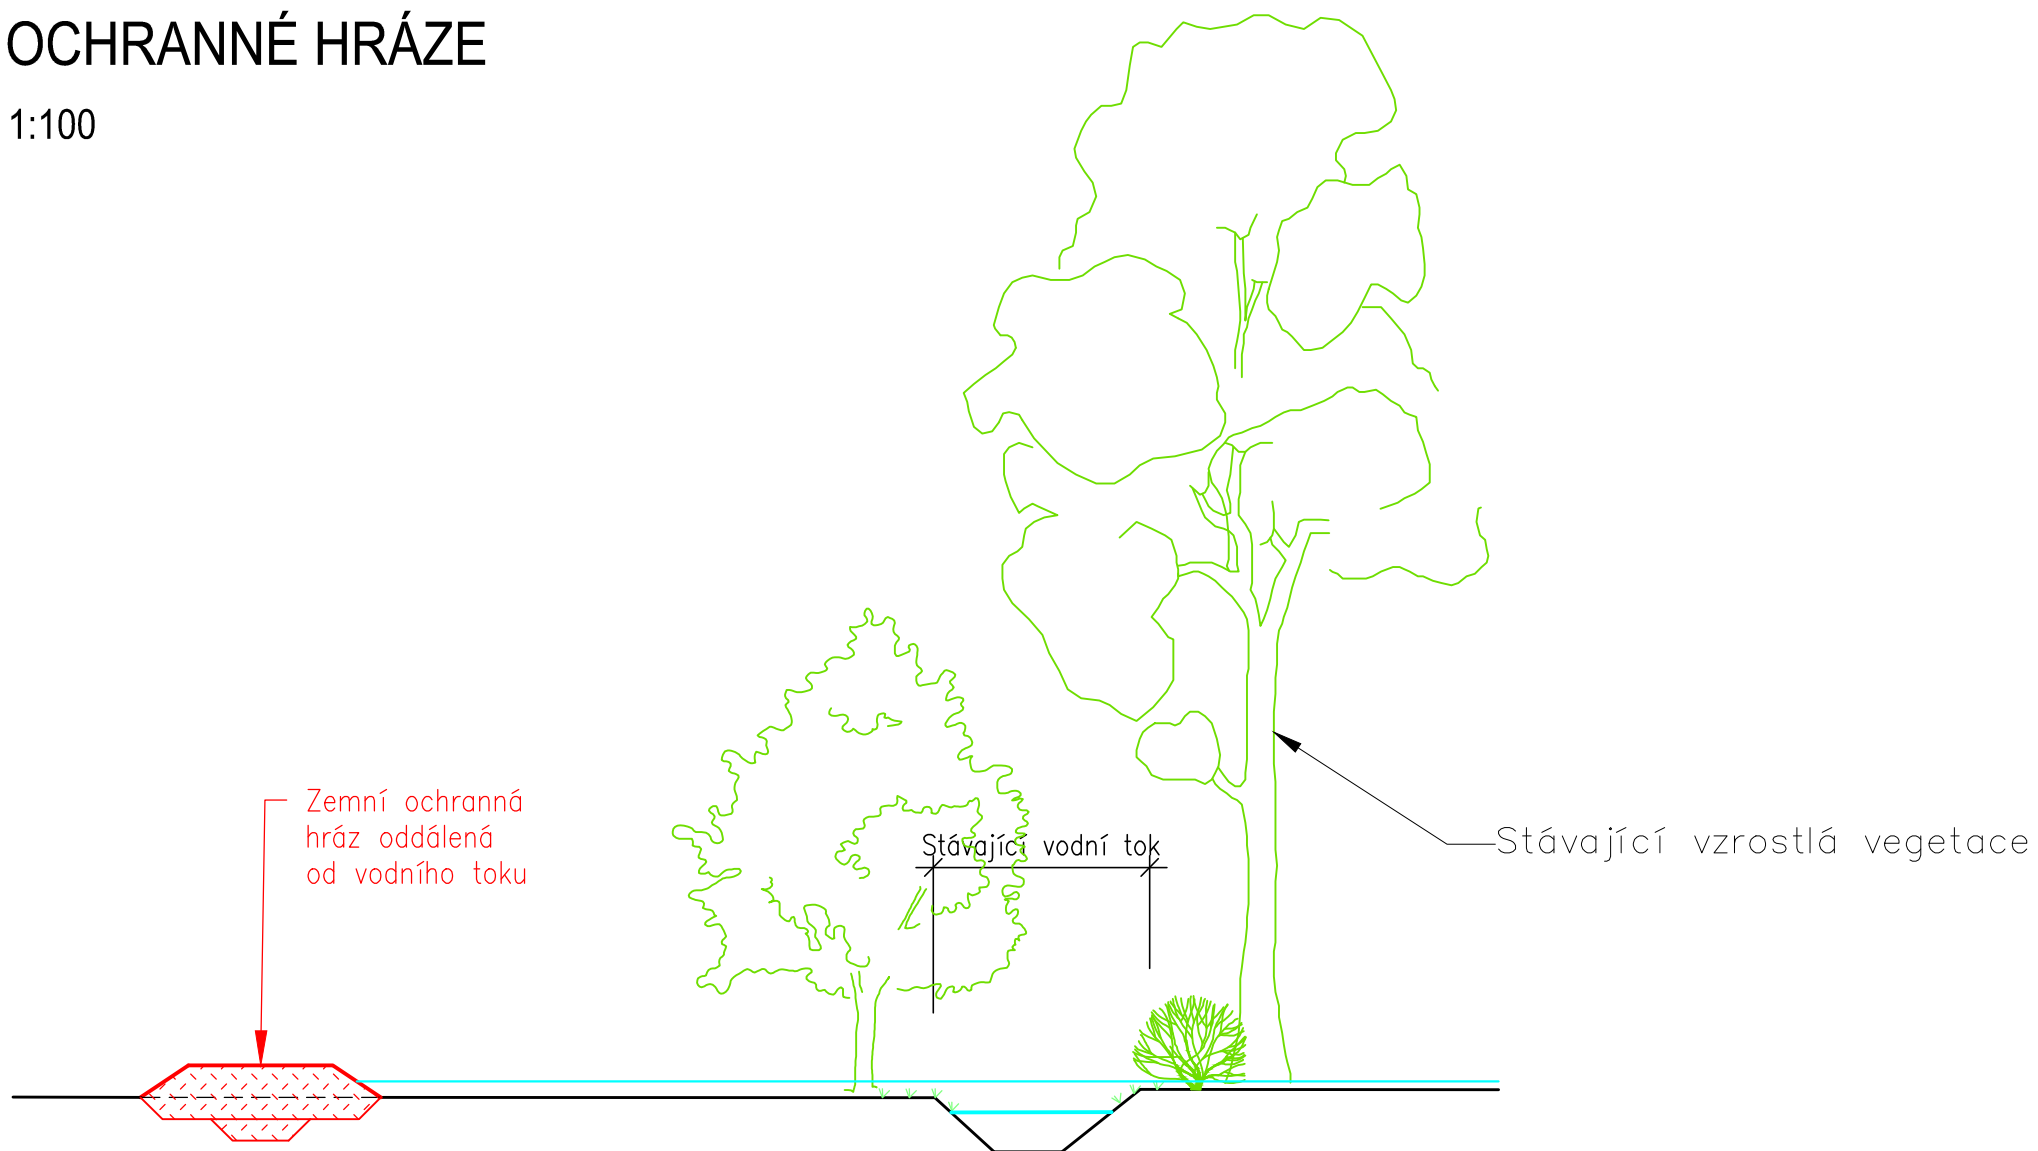 OCHRANNÉ HRÁZE
1:100
Zemní ochranná
hráz oddálená
od vodního toku
Stávající vodní tok
Stávající vzrostlá vegetace